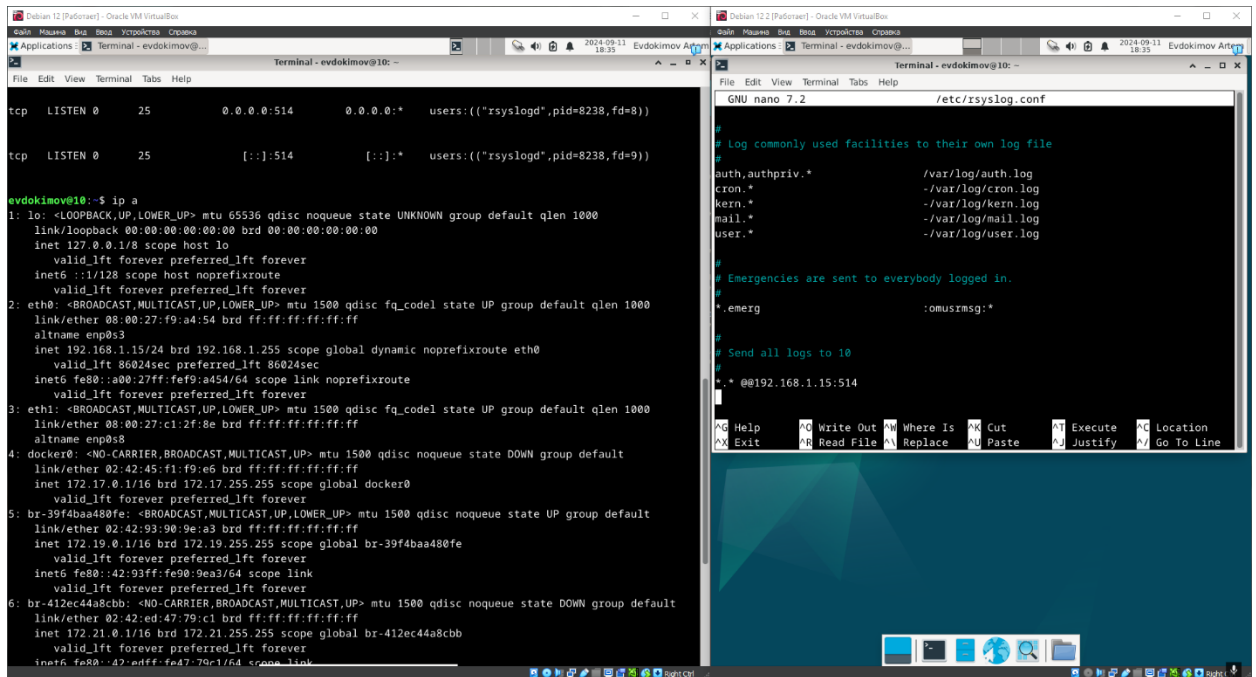 Debian 12 [Работает] - Oracle VM VirtualBox
Файл Машина Вид Ввод Устройства Справка
Applications Terminal - evdokimov@...
2024-09-11 18:35 Evdokimov Artem
Terminal - evdokimov@10: ~
File Edit View Terminal Tabs Help
tcp LISTEN 0 25 0.0.0.0:514 0.0.0.0:* users:(("rsyslogd",pid=8238,fd=8))
tcp LISTEN 0 25 [::]:514 [::]:* users:(("rsyslogd",pid=8238,fd=9))
evdokimov@10:~$ ip a
1: lo: <LOOPBACK,UP,LOWER_UP> mtu 65536 qdisc noqueue state UNKNOWN group default qlen 1000
link/loopback 00:00:00:00:00:00 brd 00:00:00:00:00:00
inet 127.0.0.1/8 scope host lo
valid_lft forever preferred_lft forever
inet6 ::1/128 scope host noprefixroute
valid_lft forever preferred_lft forever
2: eth0: <BROADCAST,MULTICAST,UP,LOWER_UP> mtu 1500 qdisc fq_codel state UP group default qlen 1000
link/ether 08:00:27:f9:a4:54 brd ff:ff:ff:ff:ff:ff
altname enp0s3
inet 192.168.1.15/24 brd 192.168.1.255 scope global dynamic noprefixroute eth0
valid_lft 86024sec preferred_lft 86024sec
inet6 fe80::a00:27ff:fef9:a454/64 scope link noprefixroute
valid_lft forever preferred_lft forever
3: eth1: <BROADCAST,MULTICAST,UP,LOWER_UP> mtu 1500 qdisc fq_codel state UP group default qlen 1000
link/ether 08:00:27:c1:2f:8e brd ff:ff:ff:ff:ff:ff
altname enp0s8
4: docker0: <NO-CARRIER,BROADCAST,MULTICAST,UP> mtu 1500 qdisc noqueue state DOWN group default
link/ether 02:42:45:f1:f9:e6 brd ff:ff:ff:ff:ff:ff
inet 172.17.0.1/16 brd 172.17.255.255 scope global docker0
valid_lft forever preferred_lft forever
5: br-39f4baa480fe: <BROADCAST,MULTICAST,UP,LOWER_UP> mtu 1500 qdisc noqueue state UP group default
link/ether 02:42:93:90:9e:a3 brd ff:ff:ff:ff:ff:ff
inet 172.19.0.1/16 brd 172.19.255.255 scope global br-39f4baa480fe
valid_lft forever preferred_lft forever
inet6 fe80::42:93ff:fe90:9ea3/64 scope link
valid_lft forever preferred_lft forever
6: br-412ec44a8cbb: <NO-CARRIER,BROADCAST,MULTICAST,UP> mtu 1500 qdisc noqueue state DOWN group default
link/ether 02:42:ed:47:79:c1 brd ff:ff:ff:ff:ff:ff
inet 172.21.0.1/16 brd 172.21.255.255 scope global br-412ec44a8cbb
valid_lft forever preferred_lft forever
inet6 fe80::42:edff:fe47:79c1/64 scope link
Right Ctrl
Debian 12 2 [Работает] - Oracle VM VirtualBox
Файл Машина Вид Ввод Устройства Справка
Applications Terminal - evdokimov@...
2024-09-11 18:35 Evdokimov Artem
Terminal - evdokimov@10: ~
File Edit View Terminal Tabs Help
GNU nano 7.2 /etc/rsyslog.conf
#
# Log commonly used facilities to their own log file
#
auth,authpriv.* /var/log/auth.log
cron.* -/var/log/cron.log
kern.* -/var/log/kern.log
mail.* -/var/log/mail.log
user.* -/var/log/user.log
#
# Emergencies are sent to everybody logged in.
#
*.emerg :omusrmsg:*
#
# Send all logs to 10
#
*.* @@192.168.1.15:514
^G Help ^O Write Out ^W Where Is ^K Cut ^T Execute ^C Location
^X Exit ^R Read File ^\ Replace ^U Paste ^J Justify ^/ Go To Line
Right